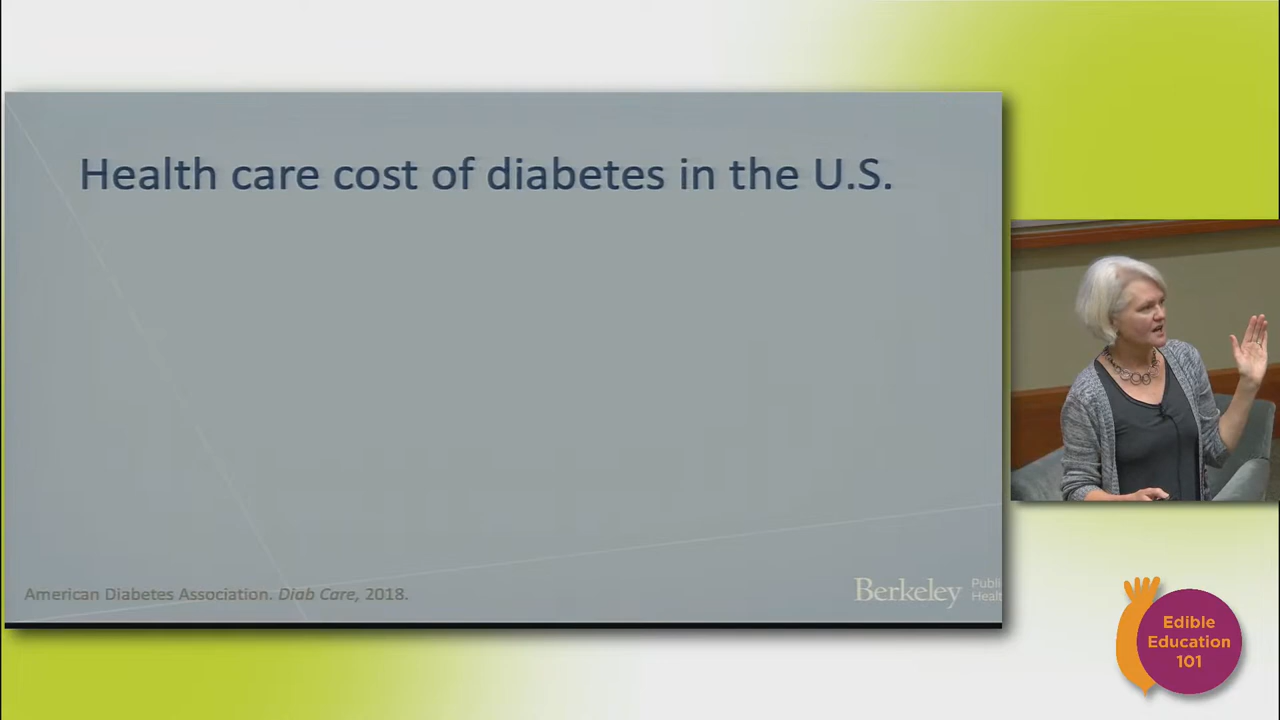 Health care cost of diabetes in the U.S.
American Diabetes Association. Diab Care, 2018.
Berkeley
Edible
Education
101